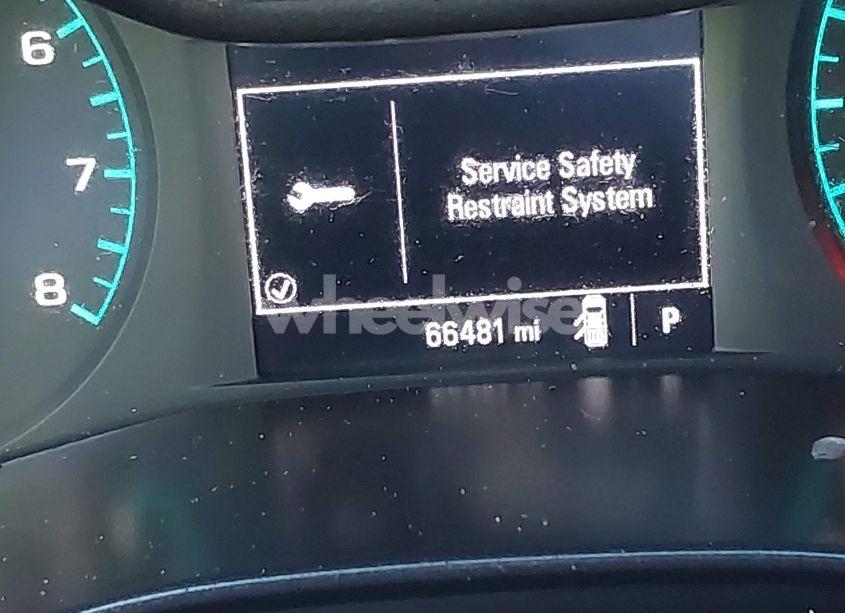 6
7
8
Service Safety
Restraint System
wheelwise
66481 mi
P